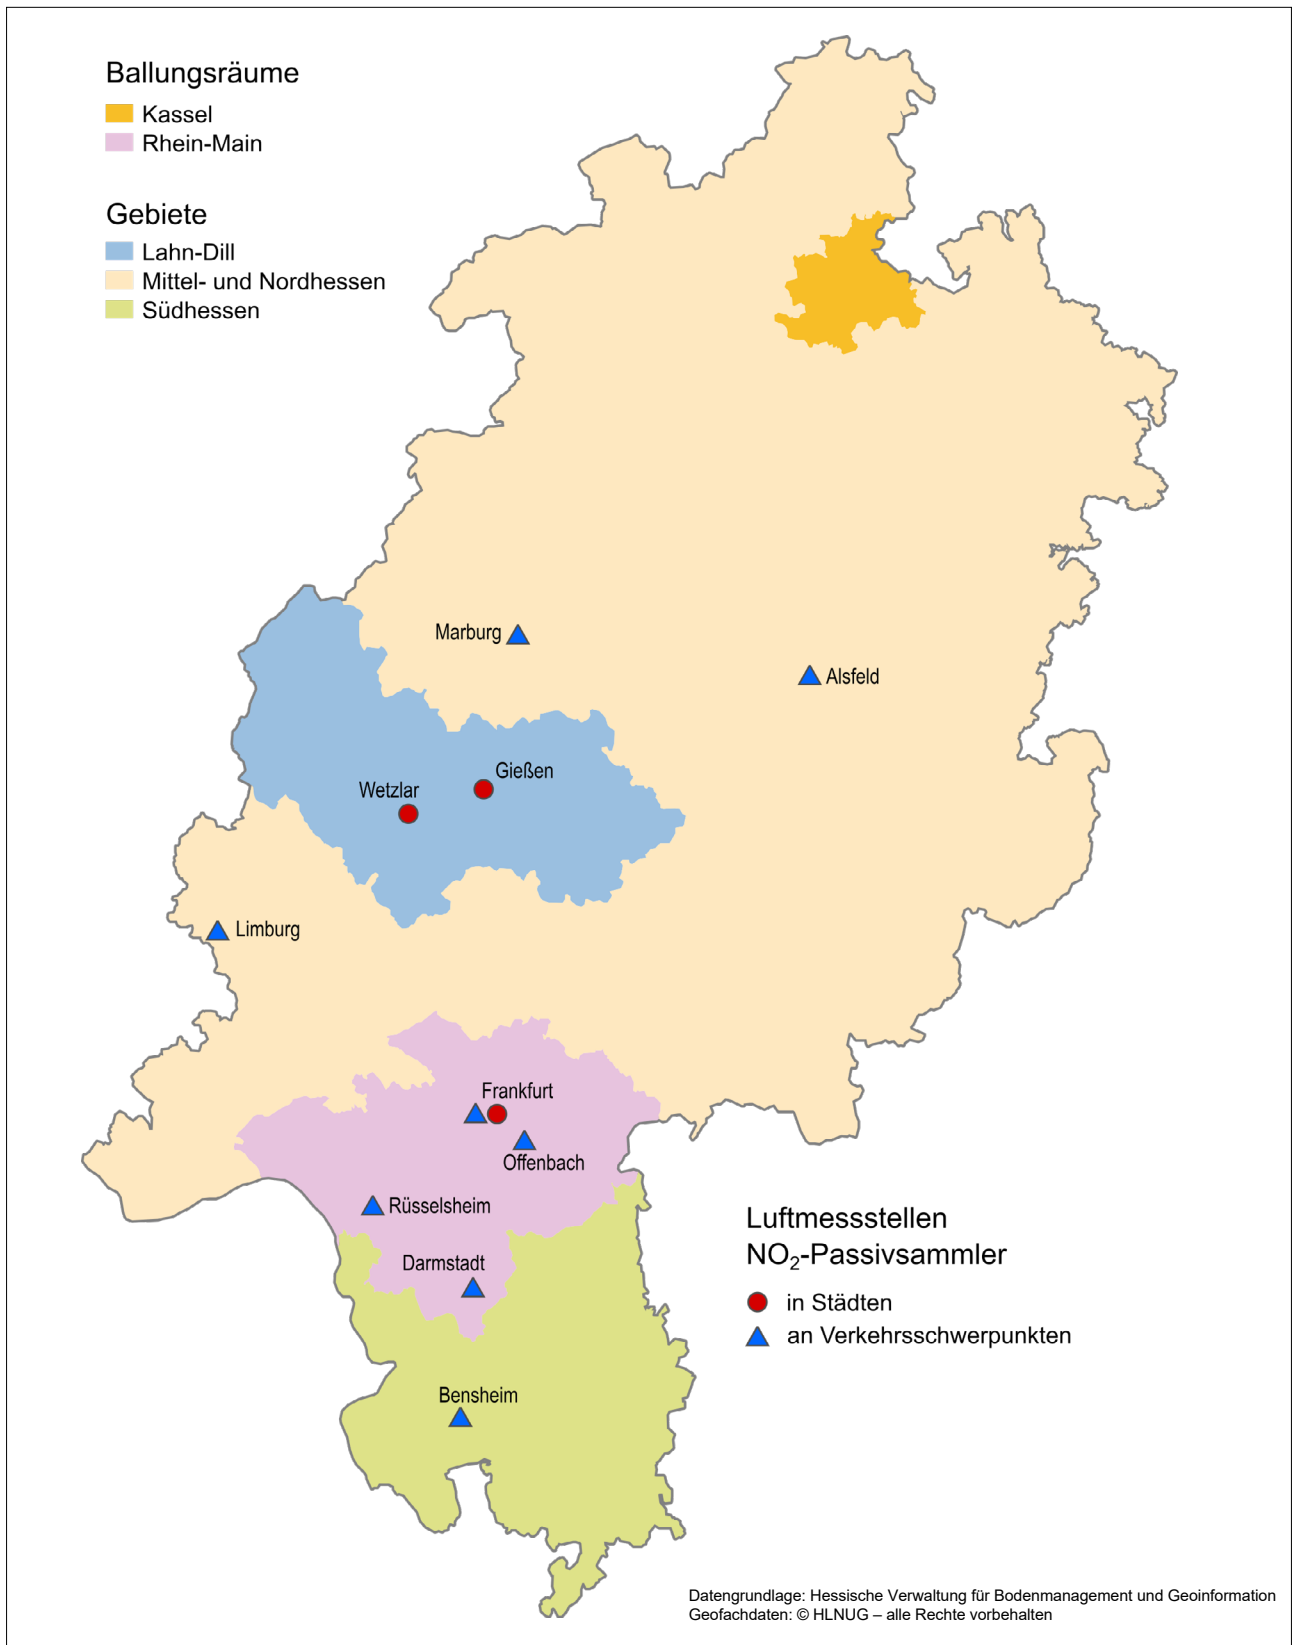 Ballungsräume
Kassel
Rhein-Main
Gebiete
Lahn-Dill
Mittel- und Nordhessen
Südhessen
Marburg
Alsfeld
Gießen
Wetzlar
Limburg
Frankfurt
Offenbach
Rüsselsheim
Darmstadt
Bensheim
Luftmessstellen
NO₂-Passivsammler
in Städten
an Verkehrsschwerpunkten
Datengrundlage: Hessische Verwaltung für Bodenmanagement und Geoinformation
Geofachdaten: © HLNUG – alle Rechte vorbehalten